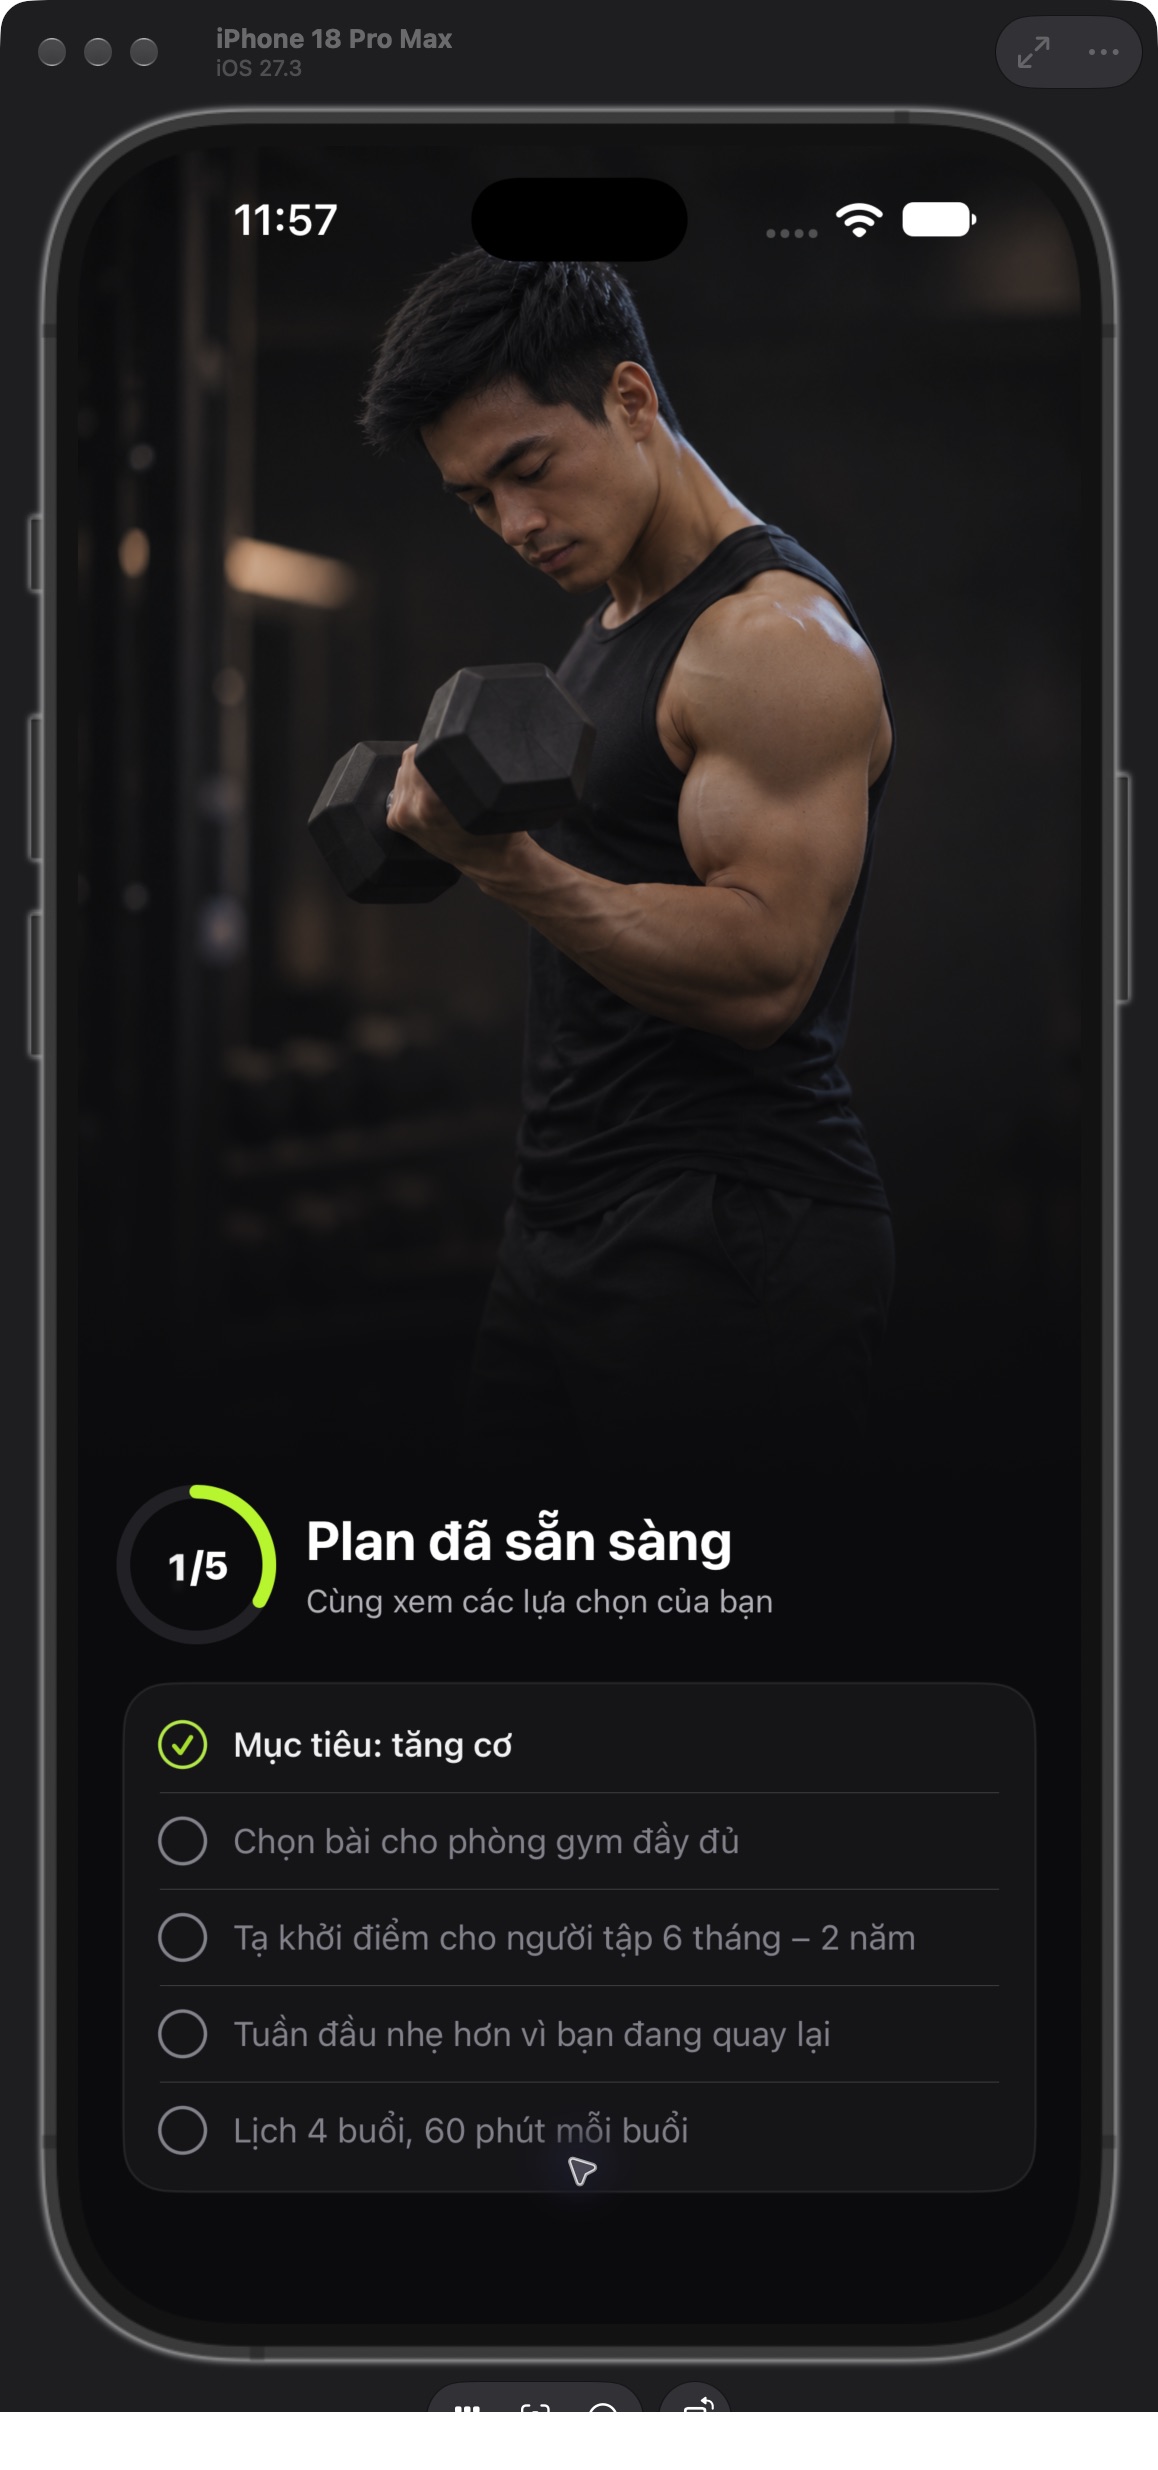 iPhone 18 Pro Max
iOS 27.3
11:57
1/5
Plan đã sẵn sàng
Cùng xem các lựa chọn của bạn
Mục tiêu: tăng cơ
Chọn bài cho phòng gym đầy đủ
Tạ khởi điểm cho người tập 6 tháng – 2 năm
Tuần đầu nhẹ hơn vì bạn đang quay lại
Lịch 4 buổi, 60 phút mỗi buổi